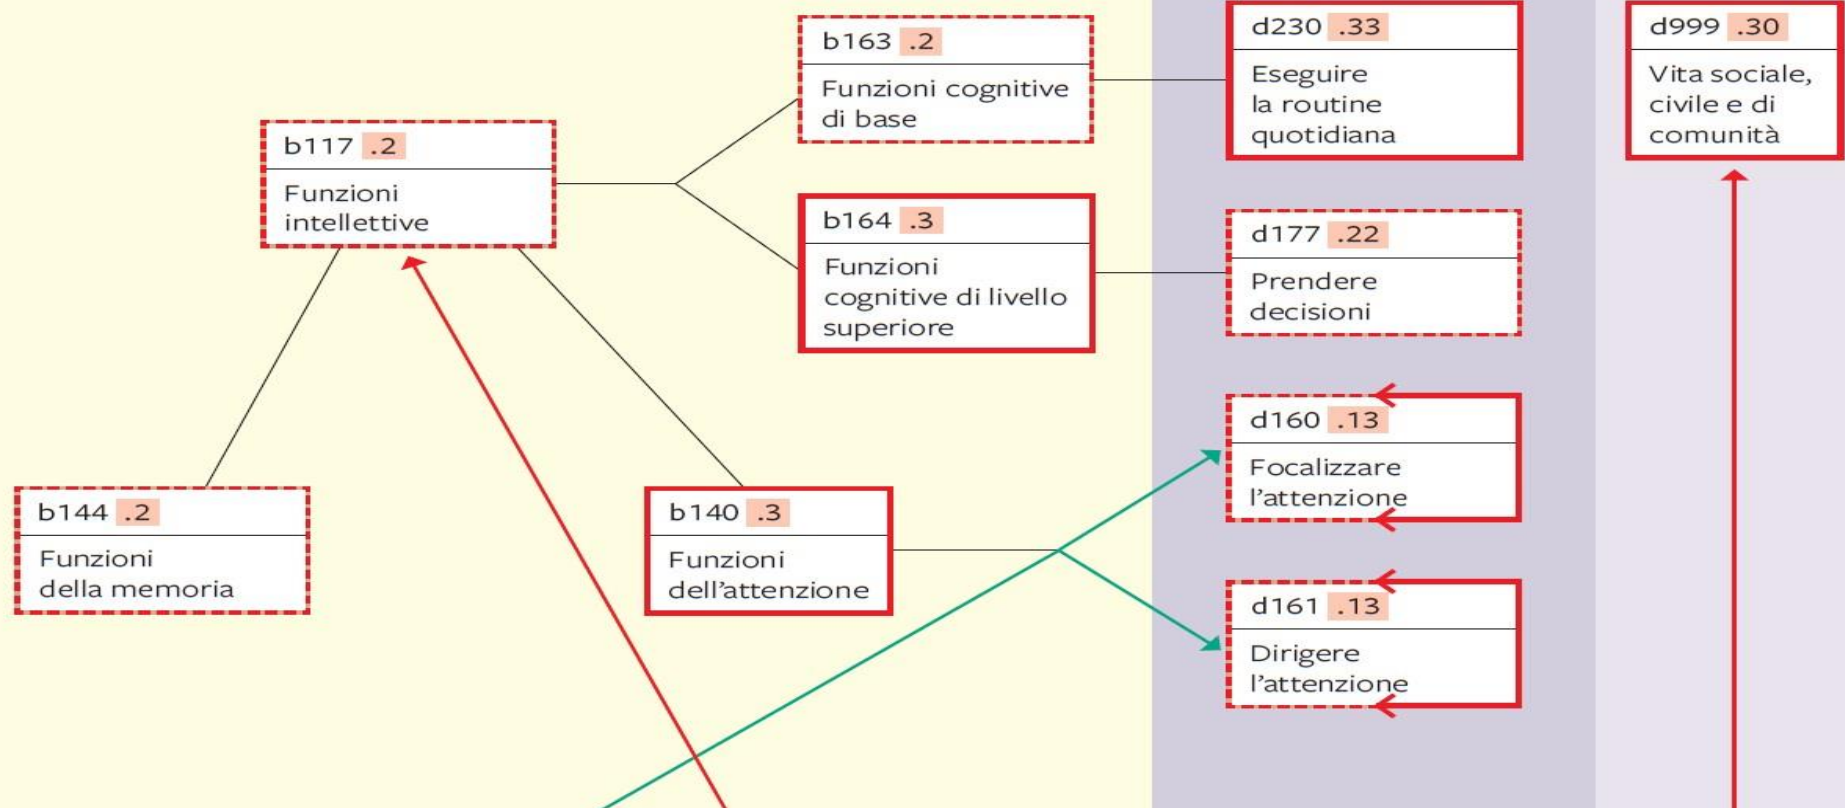 b163 .2
Funzioni cognitive
di base
d230 .33
Eseguire
la routine
quotidiana
d999 .30
Vita sociale,
civile e di
comunità
b117 .2
Funzioni
intellettive
b164 .3
Funzioni
cognitive di livello
superiore
d177 .22
Prendere
decisioni
d160 .13
Focalizzare
l'attenzione
b144 .2
Funzioni
della memoria
b140 .3
Funzioni
dell'attenzione
d161 .13
Dirigere
l'attenzione